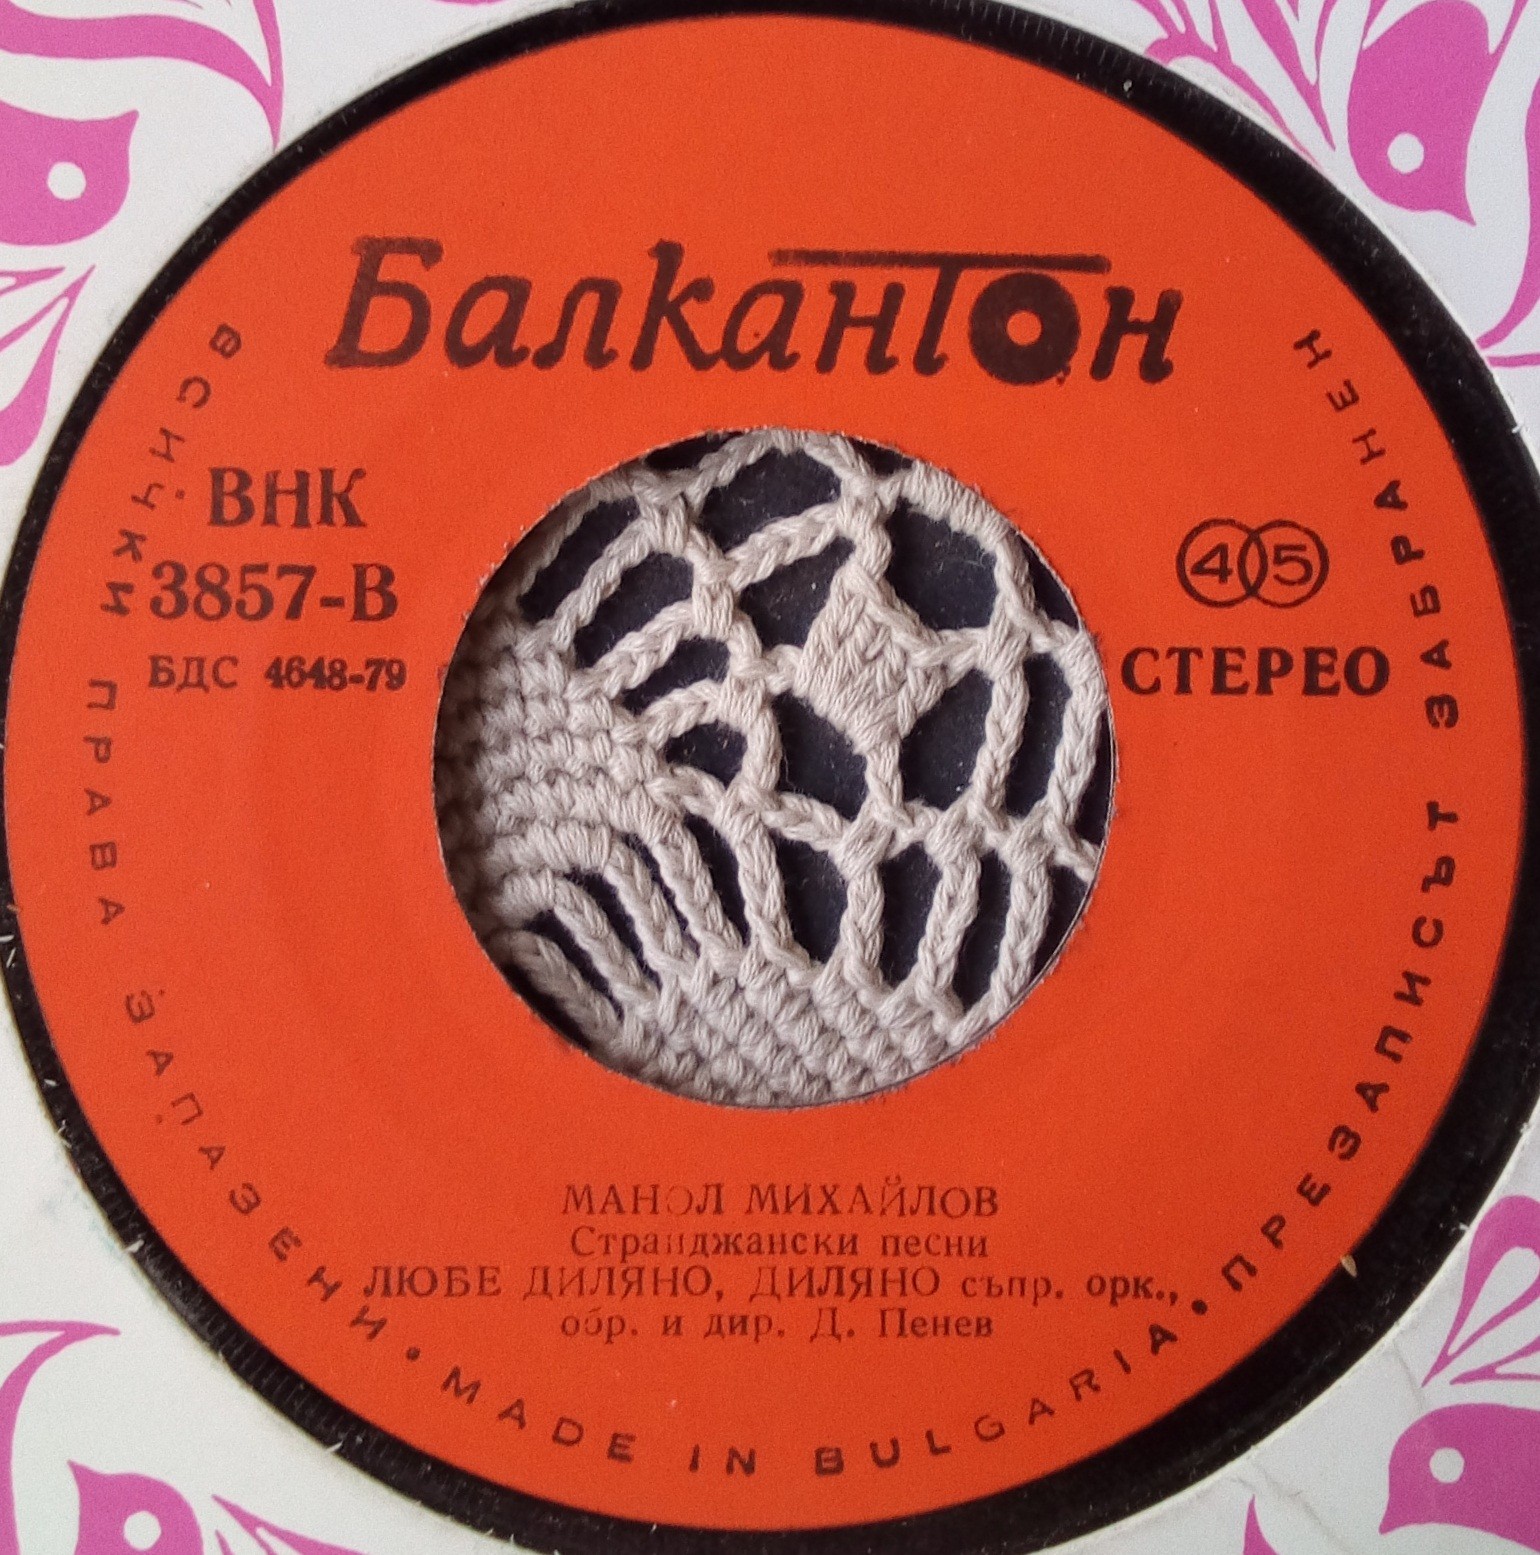 Балкантон
ВНК
3857-В
БДС 4648-79
45
СТЕРЕО
МАНОЛ МИХАЙЛОВ
Странджански песни
ЛЮБЕ ДИЛЯНО, ДИЛЯНО съпр. орк.,
обр. и дир. Д. Пенев
ВСИЧКИ ПРАВА ЗАПАЗЕНИ • MADE IN BULGARIA • ПРЕЗАПИСЪТ ЗАБРАНЕН